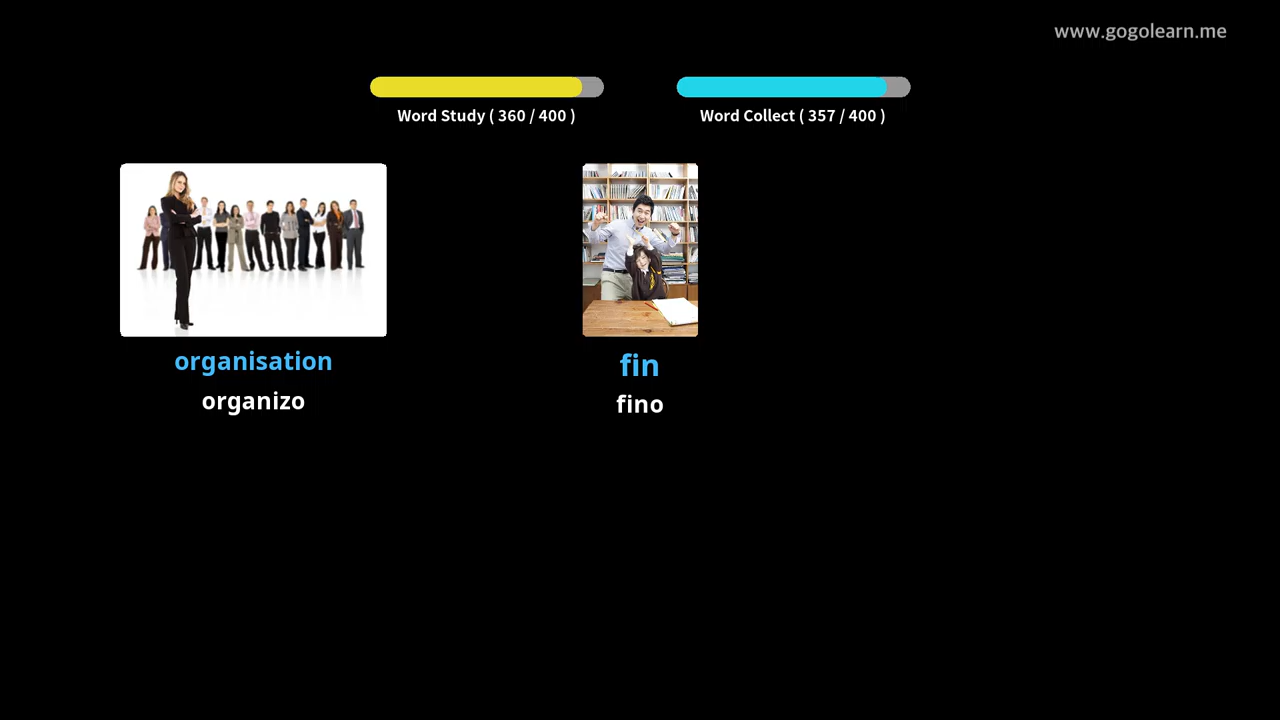 www.gogolearn.me
Word Study ( 360 / 400 )
Word Collect ( 357 / 400 )
organisation
organizo
fin
fino